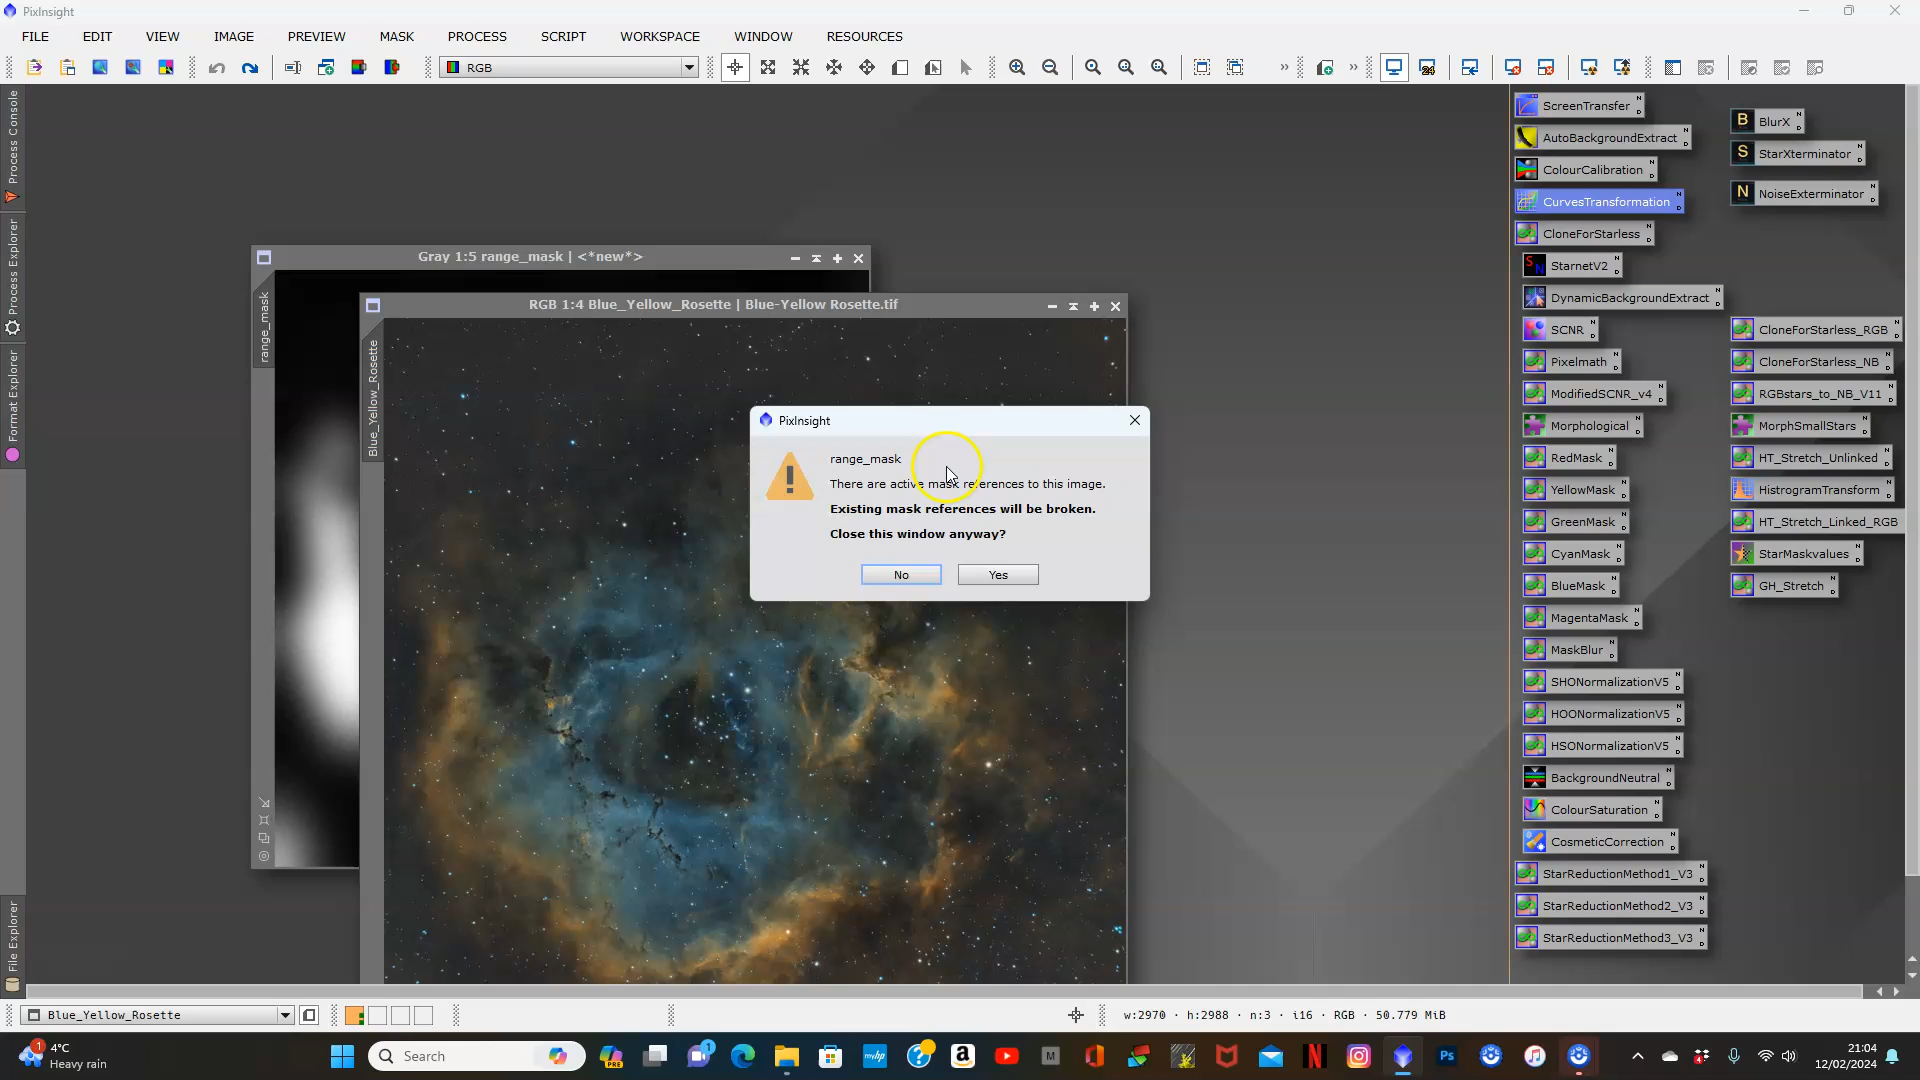 PixInsight
FILE EDIT VIEW IMAGE PREVIEW MASK PROCESS SCRIPT WORKSPACE WINDOW RESOURCES
RGB
24
Process Console
Process Explorer
Format Explorer
File Explorer
Gray 1:5 range_mask | <*new*>
range_mask
RGB 1:4 Blue_Yellow_Rosette | Blue-Yellow Rosette.tif
Blue_Yellow_Rosette
PixInsight
range_mask
There are active mask references to this image.
Existing mask references will be broken.
Close this window anyway?
No Yes
ScreenTransfer
AutoBackgroundExtract
ColourCalibration
CurvesTransformation
CloneForStarless
StarnetV2
DynamicBackgroundExtract
SCNR
Pixelmath
ModifiedSCNR_v4
Morphological
RedMask
YellowMask
GreenMask
CyanMask
BlueMask
MagentaMask
MaskBlur
SHONormalizationV5
HOONormalizationV5
HSONormalizationV5
BackgroundNeutral
ColourSaturation
CosmeticCorrection
StarReductionMethod1_V3
StarReductionMethod2_V3
StarReductionMethod3_V3
B BlurX
S StarXterminator
N NoiseExterminator
CloneForStarless_RGB
CloneForStarless_NB
RGBstars_to_NB_V11
MorphSmallStars
HT_Stretch_Unlinked
HistrogramTransform
HT_Stretch_Linked_RGB
StarMaskvalues
GH_Stretch
Blue_Yellow_Rosette
w:2970 · h:2988 · n:3 · i16 · RGB · 50.779 MiB
1
4°C
Heavy rain
Search
21:04
12/02/2024